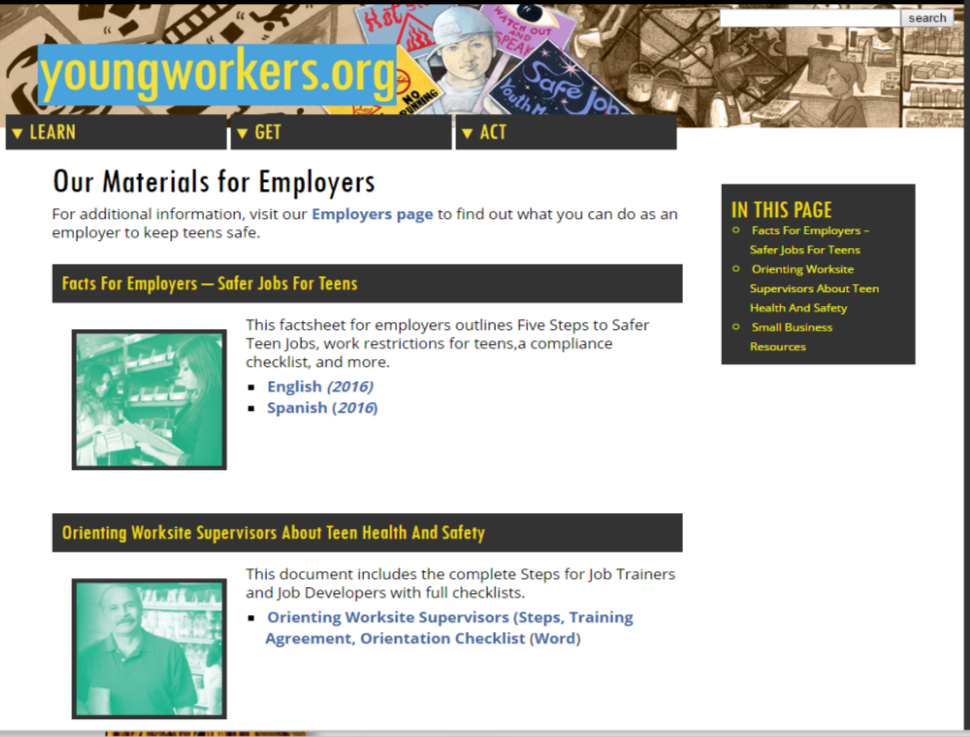 Hot
WATCH OUT
AND
SPEAK
search
youngworkers.org
NO
RUNNING
Safe Job
Youth
▼ LEARN
▼ GET
▼ ACT
Our Materials for Employers
For additional information, visit our Employers page to find out what you can do as an
employer to keep teens safe.
IN THIS PAGE
Facts For Employers –
Safer Jobs For Teens
Orienting Worksite
Supervisors About Teen
Health And Safety
Small Business
Resources
Facts For Employers — Safer Jobs For Teens
This factsheet for employers outlines Five Steps to Safer
Teen Jobs, work restrictions for teens,a compliance
checklist, and more.
English (2016)
Spanish (2016)
Orienting Worksite Supervisors About Teen Health And Safety
This document includes the complete Steps for Job Trainers
and Job Developers with full checklists.
Orienting Worksite Supervisors (Steps, Training
Agreement, Orientation Checklist (Word)